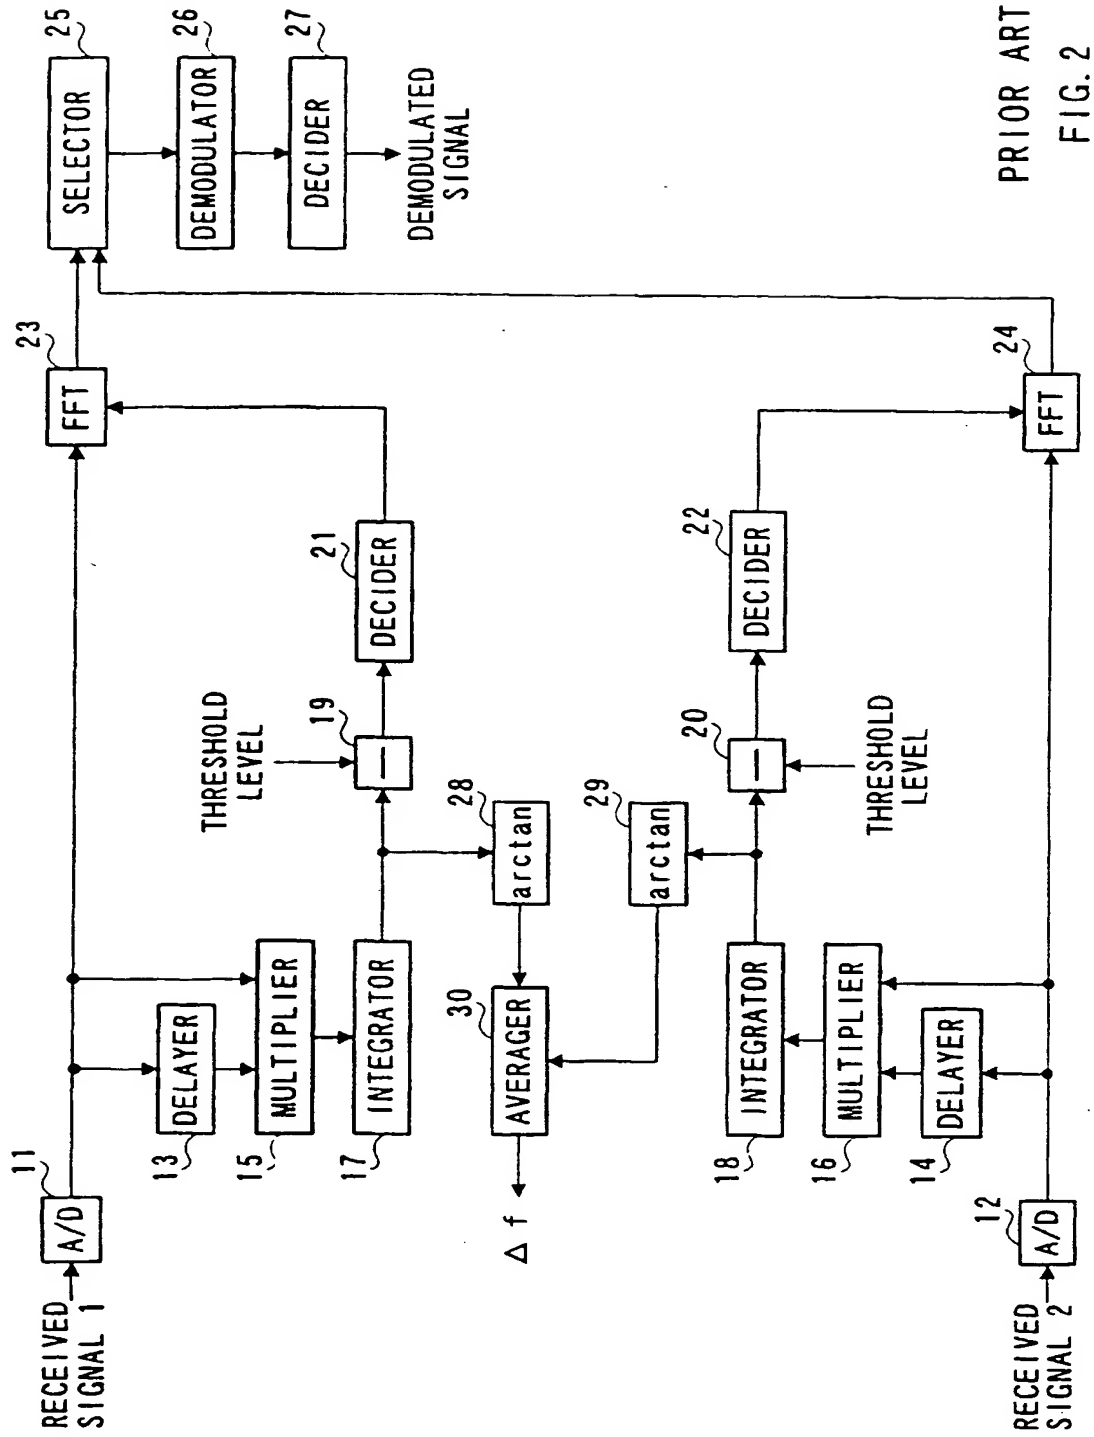 RECEIVED
SIGNAL 1
11
A/D
13
DELAYER
15
MULTIPLIER
17
INTEGRATOR
THRESHOLD
LEVEL
19
21
DECIDER
23
FFT
25
SELECTOR
26
DEMODULATOR
27
DECIDER
DEMODULATED
SIGNAL
28
arctan
30
AVERAGER
Δf
29
arctan
18
INTEGRATOR
16
MULTIPLIER
14
DELAYER
20
THRESHOLD
LEVEL
22
DECIDER
24
FFT
12
A/D
RECEIVED
SIGNAL 2
PRIOR ART
FIG. 2